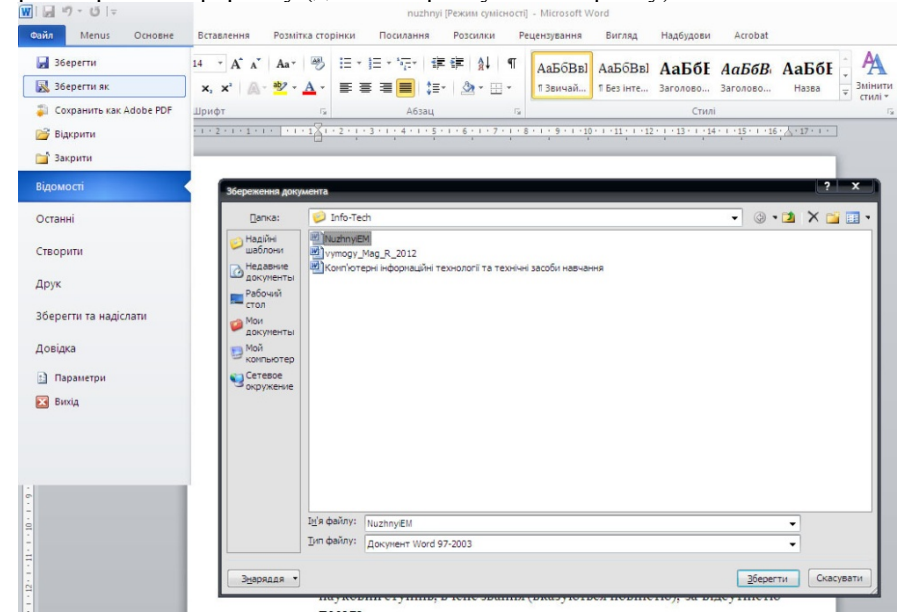 nuzhnyi [Режим сумісності] - Microsoft Word
Файл Menus Основне Вставлення Розмітка сторінки Посилання Розсилки Рецензування Вигляд Надбудови Acrobat
Зберегти
Зберегти як
Сохранить как Adobe PDF
Відкрити
Закрити
Відомості
Останні
Створити
Друк
Зберегти та надіслати
Довідка
Параметри
Вихід
14
АаБбВвІ АаБбВвІ АаБбЕ АаБбВı АаБбЕ
¶ Звичай... ¶ Без інте... Заголово... Заголово... Назва
Змінити стилі
Шрифт Абзац Стилі
Збереження документа
Папка: Info-Tech
Надійні шаблони
Недавние документы
Рабочий стол
Мои документы
Мой компьютер
Сетевое окружение
NuzhnyiEM
vymogy_Mag_R_2012
Комп'ютерні інформаційні технології та технічні засоби навчання
Ім'я файлу: NuzhnyiEM
Тип файлу: Документ Word 97-2003
Знаряддя Зберегти Скасувати